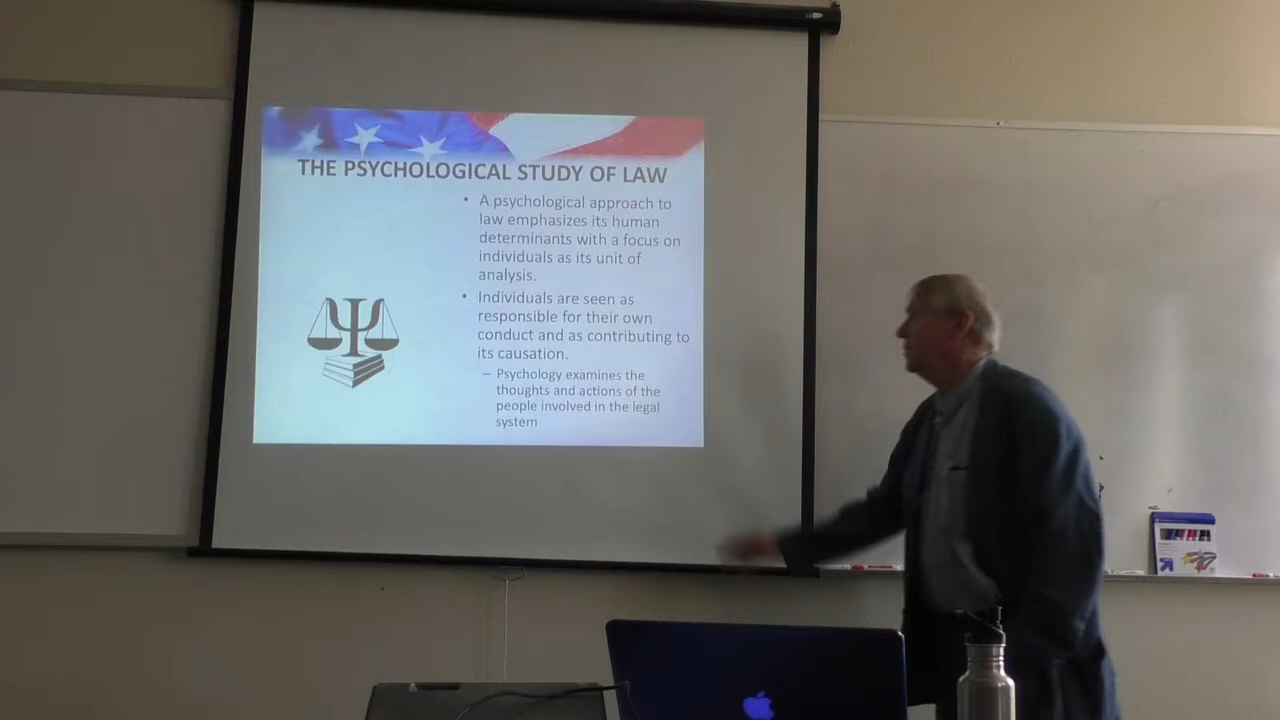 THE PSYCHOLOGICAL STUDY OF LAW
• A psychological approach to
law emphasizes its human
determinants with a focus on
individuals as its unit of
analysis.
• Individuals are seen as
responsible for their own
conduct and as contributing to
its causation.
– Psychology examines the
thoughts and actions of the
people involved in the legal
system